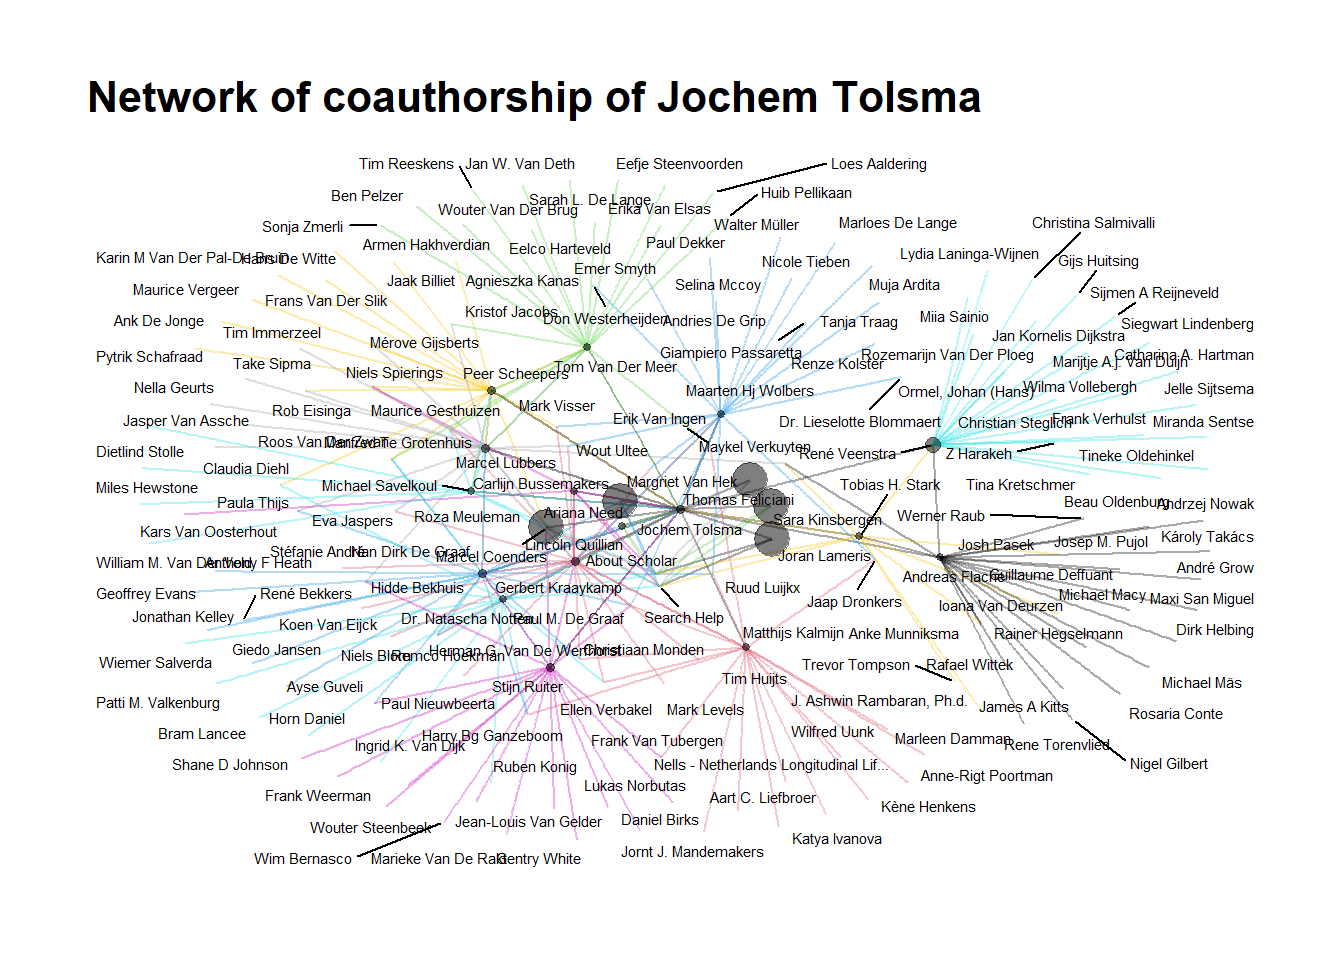 Network of coauthorship of Jochem Tolsma
Tim Reeskens
Jan W. Van Deth
Eefje Steenvoorden
Loes Aaldering
Ben Pelzer
Sarah L. De Lange
Huib Pellikaan
Wouter Van Der Brug
Erika Van Elsas
Sonja Zmerli
Walter Müller
Marloes De Lange
Christina Salmivalli
Armen Hakhverdian
Eelco Harteveld
Paul Dekker
Lydia Laninga-Wijnen
Karin M Van Der Pal-De Bruin
Hans De Witte
Emer Smyth
Nicole Tieben
Gijs Huitsing
Jaak Billiet
Agnieszka Kanas
Selina Mccoy
Muja Ardita
Maurice Vergeer
Sijmen A Reijneveld
Frans Van Der Slik
Kristof Jacobs
Don Westerheijden
Andries De Grip
Tanja Traag
Miia Sainio
Ank De Jonge
Siegwart Lindenberg
Tim Immerzeel
Jan Kornelis Dijkstra
Mérove Gijsberts
Giampiero Passaretta
Rozemarijn Van Der Ploeg
Catharina A. Hartman
Pytrik Schafraad
Take Sipma
Tom Van Der Meer
Renze Kolster
Marijtje A.j. Van Duijn
Niels Spierings
Peer Scheepers
Nella Geurts
Maarten Hj Wolbers
Ormel, Johan (Hans)
Wilma Vollebergh
Jelle Sijtsema
Rob Eisinga
Maurice Gesthuizen
Mark Visser
Jasper Van Assche
Erik Van Ingen
Dr. Lieselotte Blommaert
Christian Steglich
Frank Verhulst
Miranda Sentse
Roos Van Der Zwan
Manfred Te Grotenhuis
Wout Ultee
Maykel Verkuyten
Dietlind Stolle
René Veenstra
Z Harakeh
Tineke Oldehinkel
Claudia Diehl
Marcel Lubbers
Miles Hewstone
Michael Savelkoul
Carlijn Bussemakers
Margriet Van Hek
Tobias H. Stark
Tina Kretschmer
Paula Thijs
Thomas Feliciani
Beau Oldenburg
Andrzej Nowak
Eva Jaspers
Roza Meuleman
Ariana Need
Sara Kinsbergen
Werner Raub
Kars Van Oosterhout
Jochem Tolsma
Károly Takács
Stéfanie André
Nan Dirk De Graaf
Lincoln Quillian
Marcel Coenders
Joran Lameris
Josh Pasek
Josep M. Pujol
William M. Van Der Veld
Anthony F Heath
About Scholar
André Grow
Andreas Flache
Guillaume Deffuant
Geoffrey Evans
René Bekkers
Hidde Bekhuis
Gerbert Kraaykamp
Ruud Luijkx
Jaap Dronkers
Michael Macy
Maxi San Miguel
Jonathan Kelley
Koen Van Eijck
Dr. Natascha Notten
Paul M. De Graaf
Search Help
Ioana Van Deurzen
Dirk Helbing
Giedo Jansen
Herman G. Van De Werfhorst
Christiaan Monden
Matthijs Kalmijn
Anke Munniksma
Rainer Hegselmann
Wiemer Salverda
Niels Blom
Remco Hoekman
Trevor Tompson
Rafael Wittek
Ayse Guveli
Stijn Ruiter
Tim Huijts
Michael Mäs
Patti M. Valkenburg
Paul Nieuwbeerta
Ellen Verbakel
Mark Levels
J. Ashwin Rambaran, Ph.d.
James A Kitts
Rosaria Conte
Horn Daniel
Bram Lancee
Ingrid K. Van Dijk
Harry Bg Ganzeboom
Frank Van Tubergen
Wilfred Uunk
Marleen Damman
Rene Torenvlied
Shane D Johnson
Ruben Konig
Nells - Netherlands Longitudinal Lif...
Nigel Gilbert
Anne-Rigt Poortman
Frank Weerman
Lukas Norbutas
Aart C. Liefbroer
Kène Henkens
Wouter Steenbeek
Jean-Louis Van Gelder
Daniel Birks
Katya Ivanova
Wim Bernasco
Marieke Van De Rakt
Gentry White
Jornt J. Mandemakers